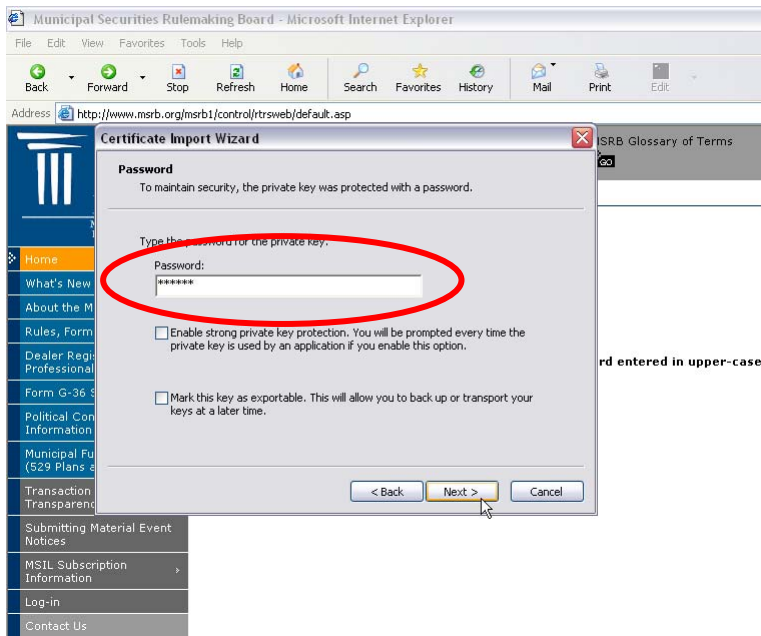 Municipal Securities Rulemaking Board - Microsoft Internet Explorer
File Edit View Favorites Tools Help
Back Forward Stop Refresh Home Search Favorites History Mail Print Edit
Address http://www.msrb.org/msrb1/control/rtrsweb/default.asp
Certificate Import Wizard
SRB Glossary of Terms
GO
Password
To maintain security, the private key was protected with a password.
Type the password for the private key.
Password:
******
Enable strong private key protection. You will be prompted every time the
private key is used by an application if you enable this option.
Mark this key as exportable. This will allow you to back up or transport your
keys at a later time.
< Back Next > Cancel
rd entered in upper-case
Home
What's New
About the M
Rules, Form
Dealer Regis
Professional
Form G-36 S
Political Con
Information
Municipal Fu
(529 Plans a
Transaction
Transparenc
Submitting Material Event
Notices
MSIL Subscription
Information
Log-in
Contact Us